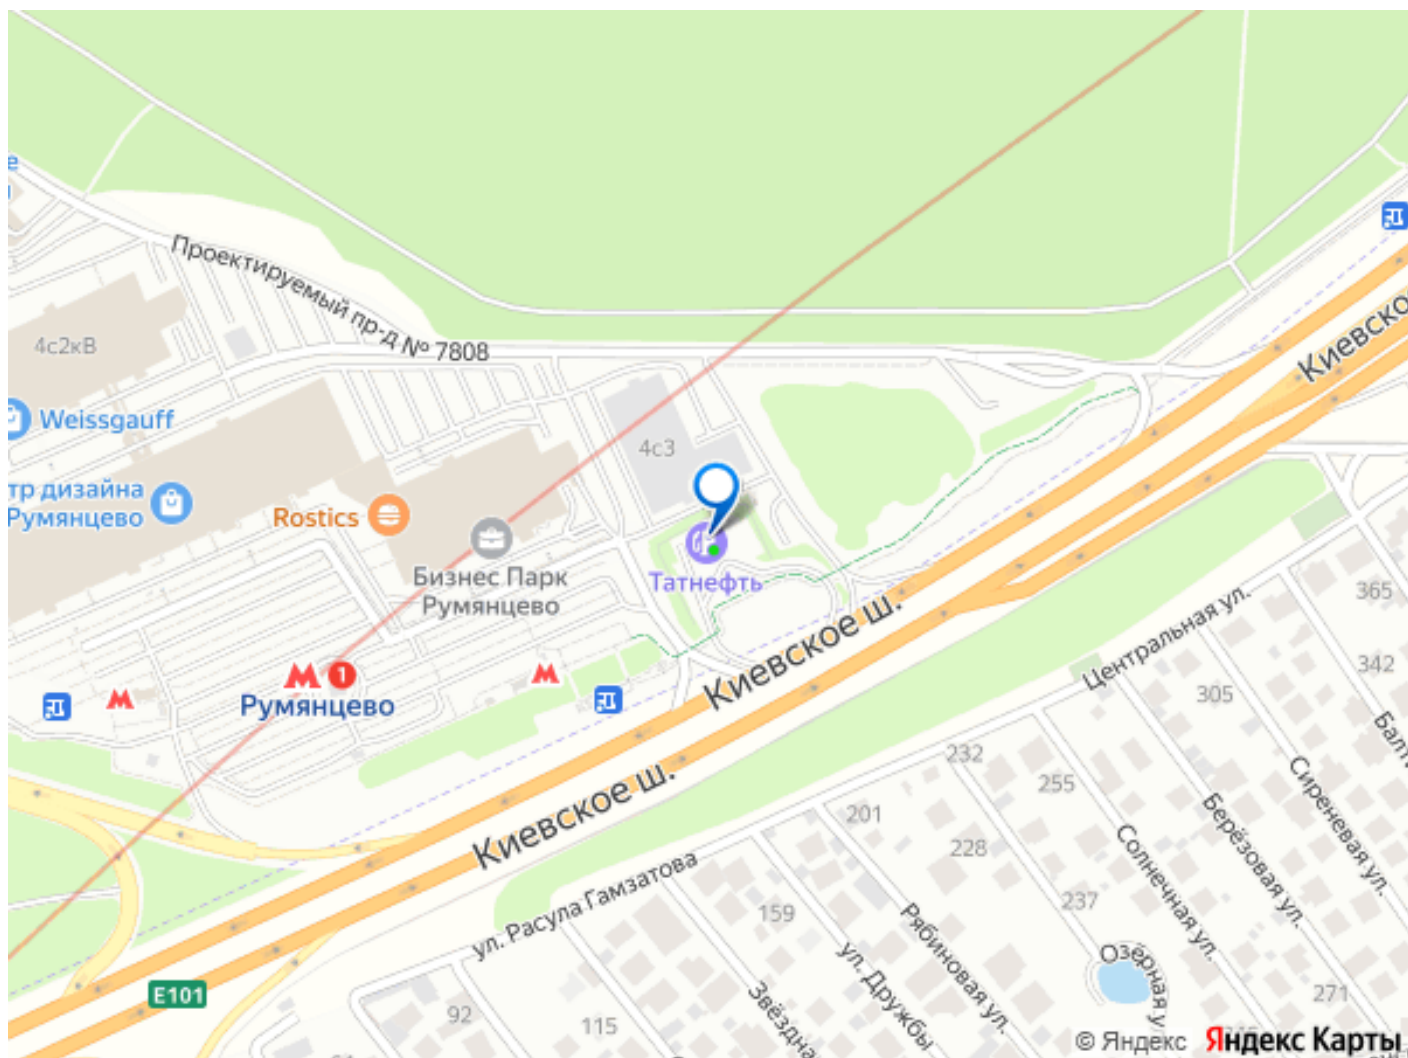 Проектируемый пр-д № 7808
4с2кВ
Weissgauff
тр дизайна
Румянцево
Rostics
4с3
Бизнес Парк
Румянцево
Татнефть
Киевско
Киевское ш.
Киевское ш.
1
Румянцево
Центральная ул.
365
342
305
Балт
232
255
201
228
Сиреневая ул.
Берёзовая ул.
Солнечная ул.
237
159
ул. Расула Гамзатова
Рябиновая ул.
ул. Дружбы
Звёздна
Озёрная у
E101
92
115
271
© Яндекс Яндекс Карты